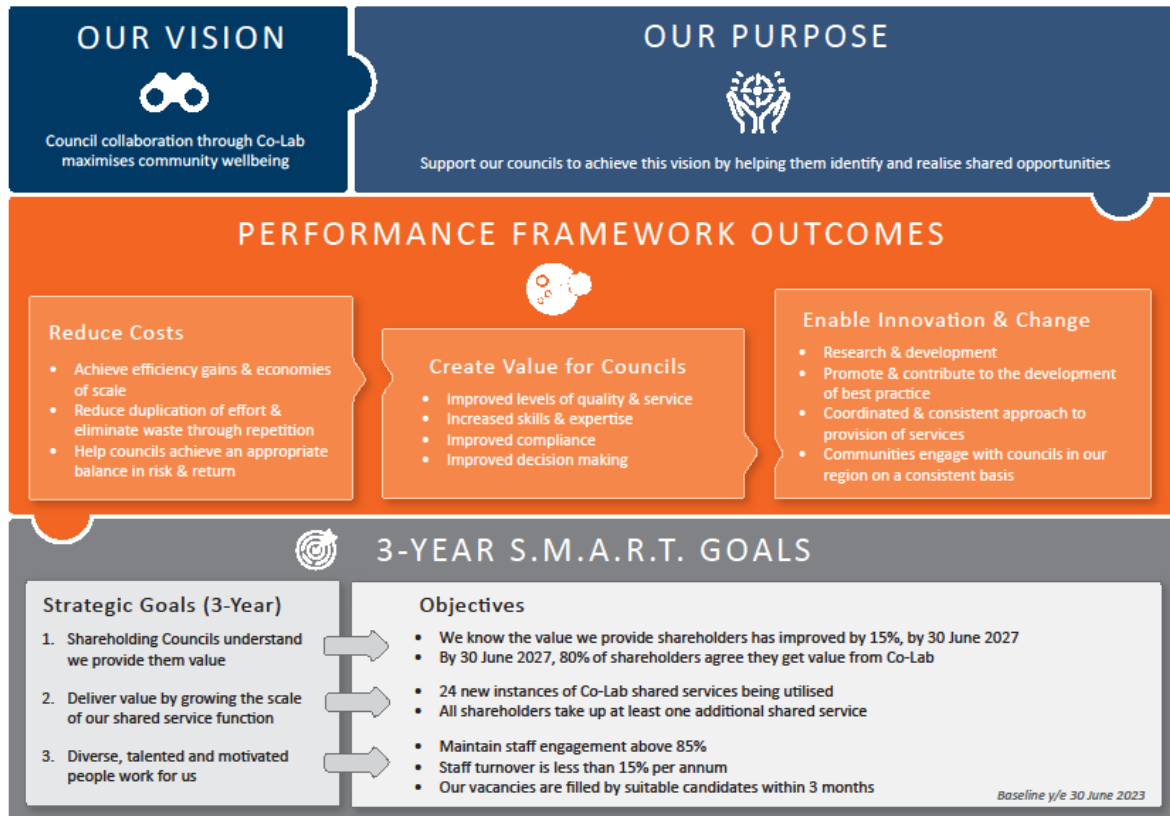 OUR VISION
Council collaboration through Co-Lab
maximises community wellbeing
OUR PURPOSE
Support our councils to achieve this vision by helping them identify and realise shared opportunities
PERFORMANCE FRAMEWORK OUTCOMES
Reduce Costs
• Achieve efficiency gains & economies
of scale
• Reduce duplication of effort &
eliminate waste through repetition
• Help councils achieve an appropriate
balance in risk & return
Create Value for Councils
• Improved levels of quality & service
• Increased skills & expertise
• Improved compliance
• Improved decision making
Enable Innovation & Change
• Research & development
• Promote & contribute to the development
of best practice
• Coordinated & consistent approach to
provision of services
• Communities engage with councils in our
region on a consistent basis
3-YEAR S.M.A.R.T. GOALS
Strategic Goals (3-Year)
1. Shareholding Councils understand
we provide them value
2. Deliver value by growing the scale
of our shared service function
3. Diverse, talented and motivated
people work for us
Objectives
• We know the value we provide shareholders has improved by 15%, by 30 June 2027
• By 30 June 2027, 80% of shareholders agree they get value from Co-Lab
• 24 new instances of Co-Lab shared services being utilised
• All shareholders take up at least one additional shared service
• Maintain staff engagement above 85%
• Staff turnover is less than 15% per annum
• Our vacancies are filled by suitable candidates within 3 months
Baseline y/e 30 June 2023